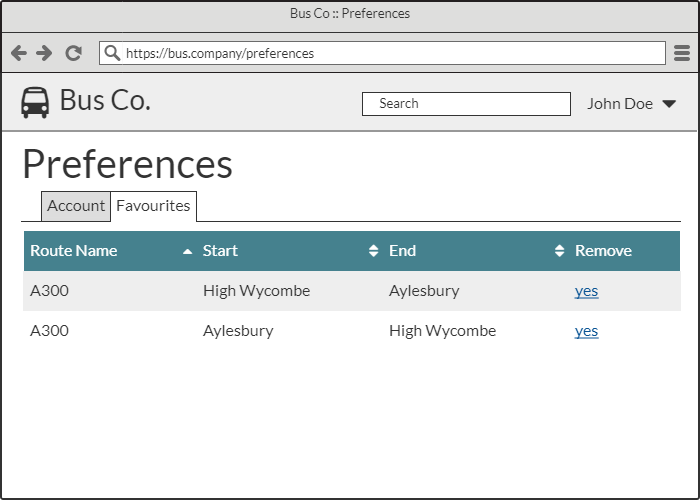 Bus Co :: Preferences
https://bus.company/preferences
Bus Co.
Search
John Doe
Preferences
Account Favourites
Route Name Start End Remove
A300 High Wycombe Aylesbury yes
A300 Aylesbury High Wycombe yes